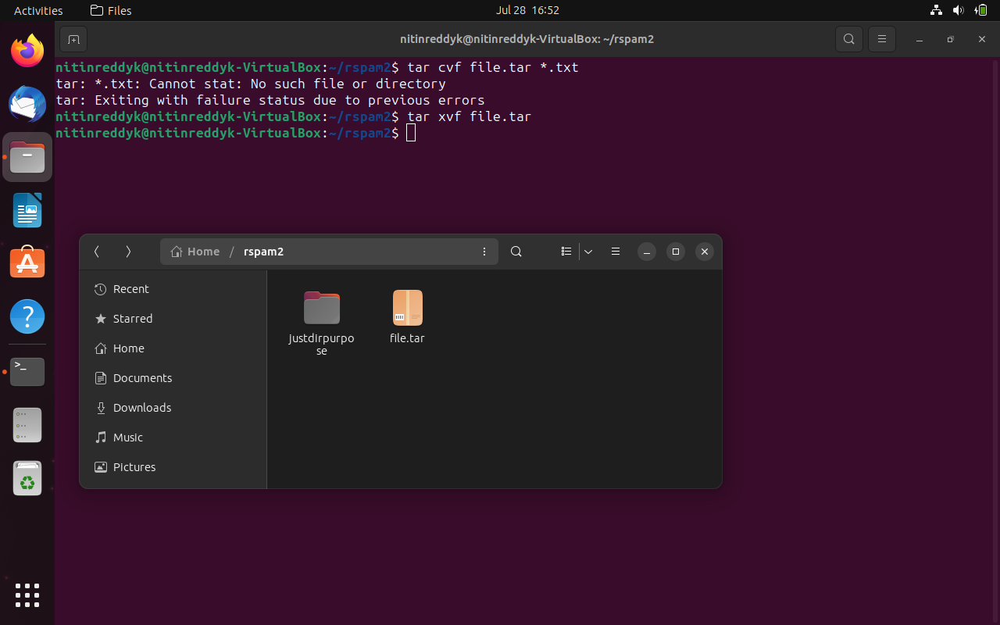 Activities Files Jul 28 16:52
nitinreddyk@nitinreddyk-VirtualBox: ~/rspam2
nitinreddyk@nitinreddyk-VirtualBox:~/rspam2$ tar cvf file.tar *.txt
tar: *.txt: Cannot stat: No such file or directory
tar: Exiting with failure status due to previous errors
nitinreddyk@nitinreddyk-VirtualBox:~/rspam2$ tar xvf file.tar
nitinreddyk@nitinreddyk-VirtualBox:~/rspam2$
Home / rspam2
Recent
Starred
Home
Documents
Downloads
Music
Pictures
justdirpurpo
se
file.tar